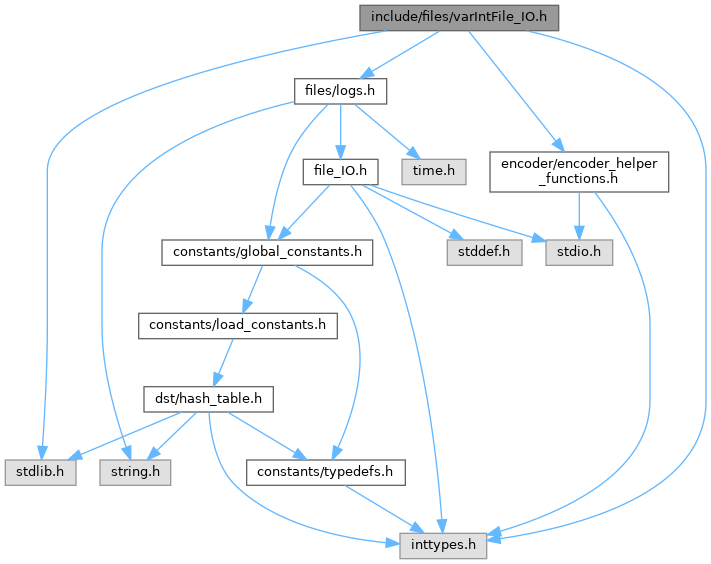 include/files/varIntFile_IO.h
files/logs.h
file_IO.h
time.h
encoder/encoder_helper
_functions.h
constants/global_constants.h
stddef.h
stdio.h
constants/load_constants.h
dst/hash_table.h
stdlib.h
string.h
constants/typedefs.h
inttypes.h